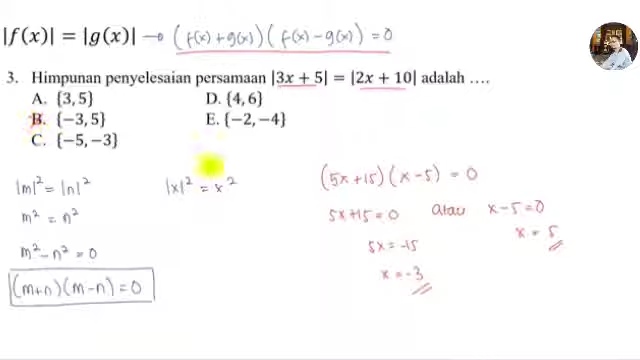 |f(x)| = |g(x)| → (f(x) + g(x)) (f(x) − g(x)) = 0
3. Himpunan penyelesaian persamaan |3x + 5| = |2x + 10| adalah ….
A. {3, 5}
B. {−3, 5}
C. {−5, −3}
D. {4, 6}
E. {−2, −4}
|m|² = |n|²
m² = n²
m² − n² = 0
(m+n)(m−n) = 0
|x|² = x²
(5x+15)(x−5) = 0
5x+15=0 atau x−5=0
5x = −15
x = −3
x = 5